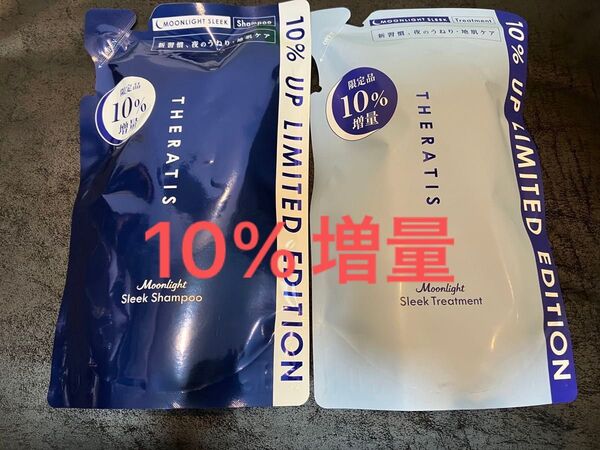 MOONLIGHT SLEEK Shampoo
新習慣、夜のうねり・地肌ケア
限定品
10%
増量
THERATIS
Moonlight
Sleek Shampoo
10% UP LIMITED EDITION
MOONLIGHT SLEEK Treatment
新習慣、夜のうねり・地肌ケア
限定品
10%
増量
THERATIS
Moonlight
Sleek Treatment
10% UP LIMITED EDITION
10%増量